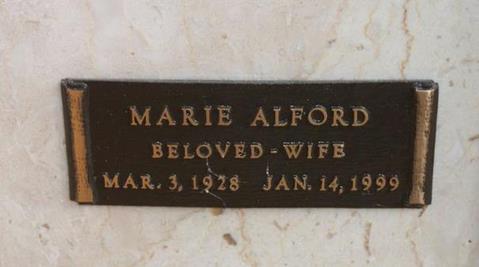 MARIE ALFORD
BELOVED-WIFE
MAR. 3, 1928 JAN. 14, 1999